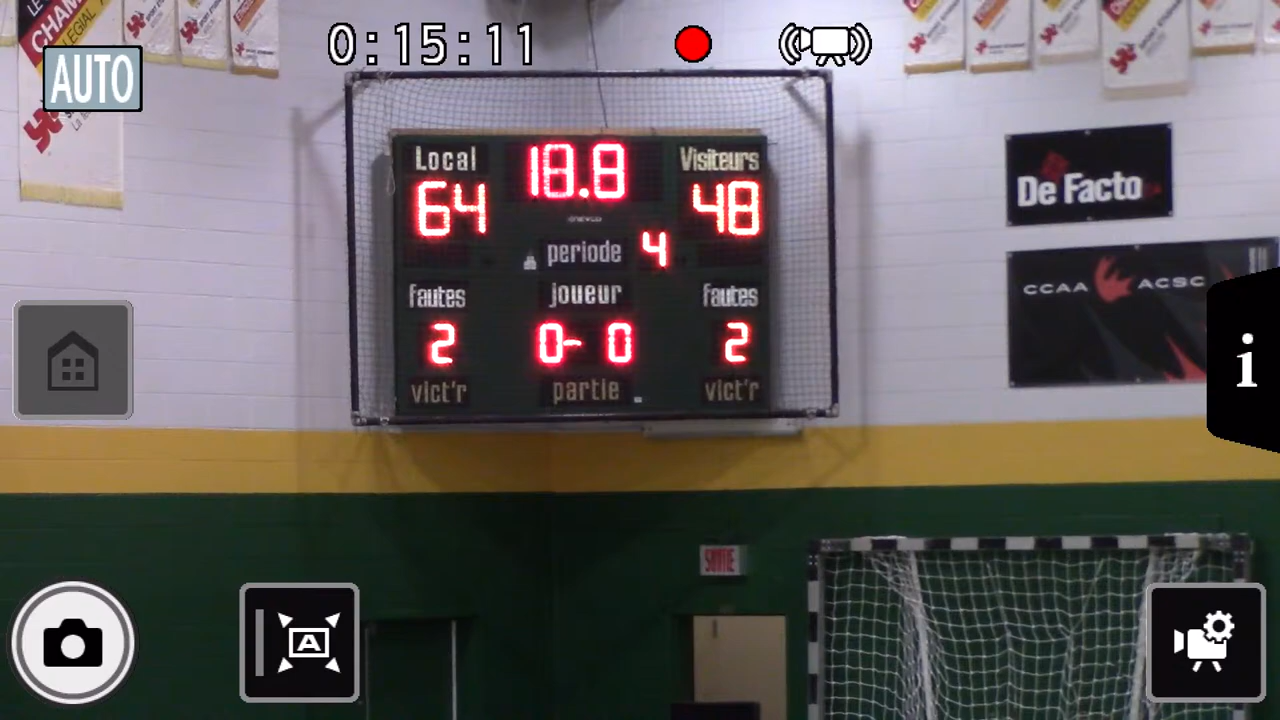 0:15:11
AUTO
CHAM
Local 18.8 Visiteurs
64 48
periode 4
fautes joueur fautes
2 0- 0 2
vict'r partie vict'r
De Facto
CCAA ACSC
i
SORTIE
A